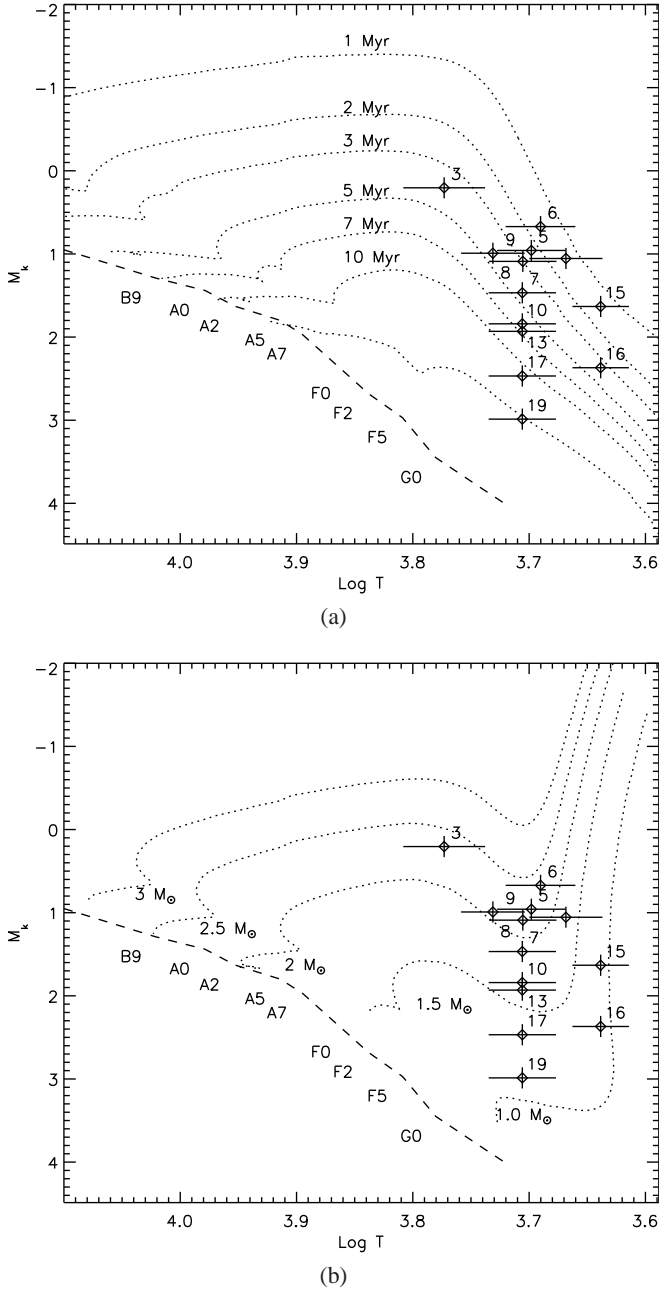 −2
1 Myr
−1
2 Myr
3 Myr
0
3
5 Myr
6
7 Myr
9 5
1
10 Myr
8 7
B9
A0
15
A2
10
2
A5
13
A7
16
17
F0
F2
19
3
F5
G0
4
M_k
4.0 3.9 3.8 3.7 3.6
Log T
(a)
−2
−1
0
3
6
3 M⊙
9 5
1
2.5 M⊙
8 7
B9
2 M⊙
A0
15
A2
10
2
A5
1.5 M⊙
13
A7
16
17
F0
F2
19
3
F5
1.0 M⊙
G0
4
M_k
4.0 3.9 3.8 3.7 3.6
Log T
(b)